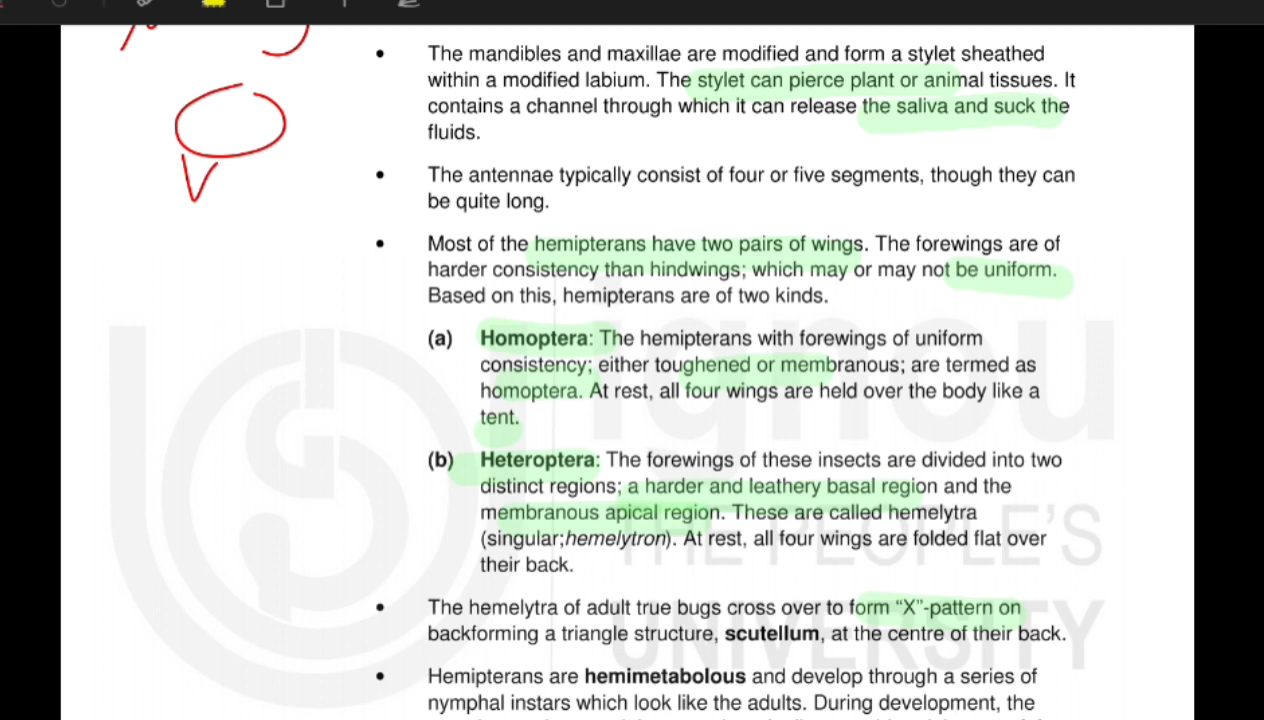 • The mandibles and maxillae are modified and form a stylet sheathed
within a modified labium. The stylet can pierce plant or animal tissues. It
contains a channel through which it can release the saliva and suck the
fluids.
• The antennae typically consist of four or five segments, though they can
be quite long.
• Most of the hemipterans have two pairs of wings. The forewings are of
harder consistency than hindwings; which may or may not be uniform.
Based on this, hemipterans are of two kinds.
(a) Homoptera: The hemipterans with forewings of uniform
consistency; either toughened or membranous; are termed as
homoptera. At rest, all four wings are held over the body like a
tent.
(b) Heteroptera: The forewings of these insects are divided into two
distinct regions; a harder and leathery basal region and the
membranous apical region. These are called hemelytra
(singular;hemelytron). At rest, all four wings are folded flat over
their back.
• The hemelytra of adult true bugs cross over to form “X”-pattern on
backforming a triangle structure, scutellum, at the centre of their back.
• Hemipterans are hemimetabolous and develop through a series of
nymphal instars which look like the adults. During development, the
ignou
THE PEOPLE'S
UNIVERSITY